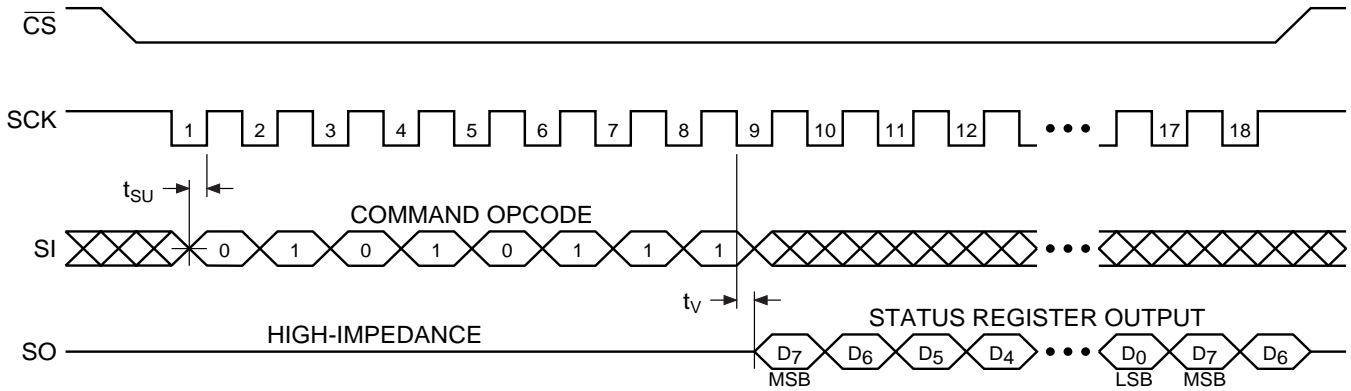 CS
SCK 1 2 3 4 5 6 7 8 9 10 11 12 ••• 17 18
tSU
COMMAND OPCODE
SI 0 1 0 1 0 1 1 1 •••
tV
HIGH-IMPEDANCE STATUS REGISTER OUTPUT
SO D7 D6 D5 D4 ••• D0 D7 D6
MSB LSB MSB